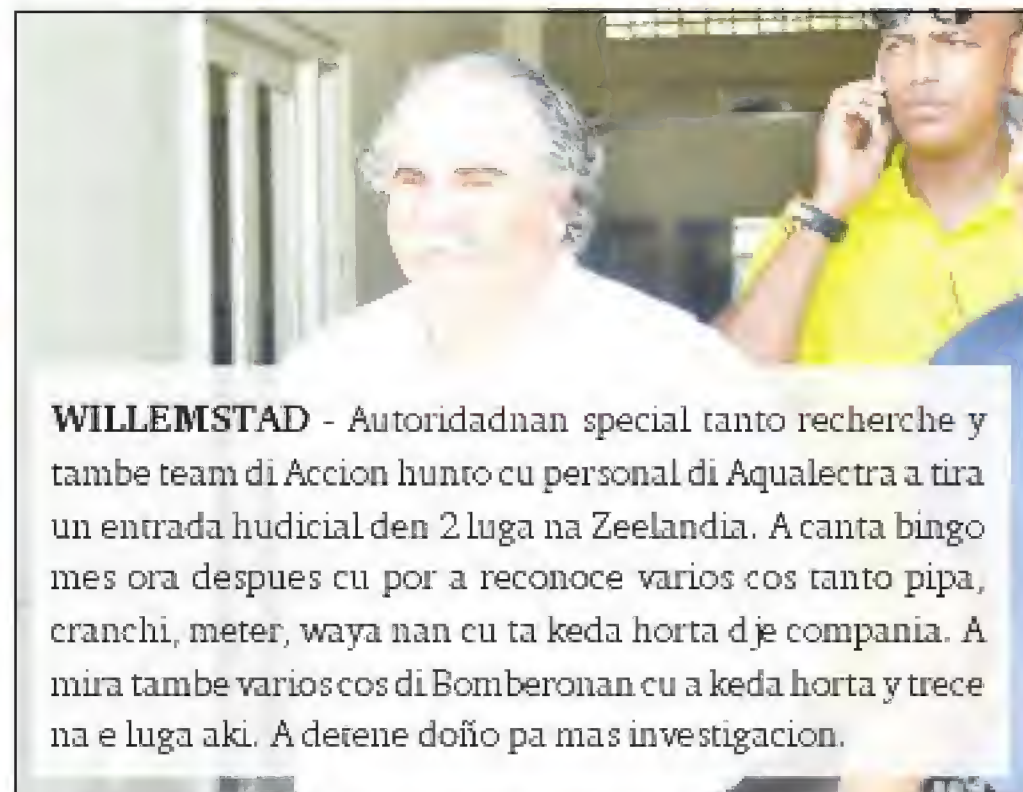 WILLEMSTAD - Autoridadnan special tanto recherche y
tambe team di Accion hunto cu personal di Aqualectra a tira
un entrada hudicial den 2 luga na Zeelandia. A canta bingo
mes ora despues cu por a reconoce varios cos tanto pipa,
cranchi, meter, waya nan cu ta keda horta dje compania. A
mira tambe varios cos di Bomberonan cu a keda horta y trece
na e luga aki. A detene doño pa mas investigacion.